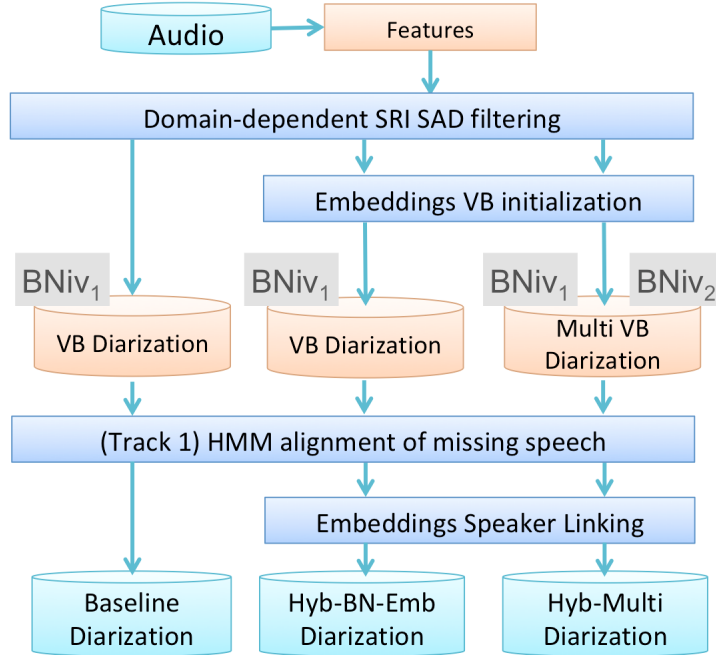 Audio
Features
Domain-dependent SRI SAD filtering
Embeddings VB initialization
BNiv1
BNiv1
BNiv1
BNiv2
VB Diarization
VB Diarization
Multi VB
Diarization
(Track 1) HMM alignment of missing speech
Embeddings Speaker Linking
Baseline
Diarization
Hyb-BN-Emb
Diarization
Hyb-Multi
Diarization